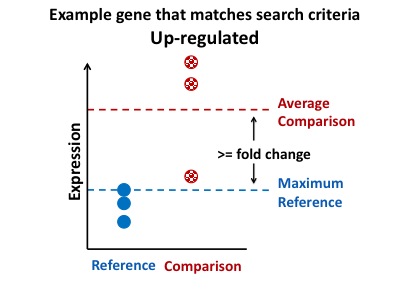 Example gene that matches search criteria
Up-regulated
Average
Comparison
>= fold change
Maximum
Reference
Expression
Reference Comparison